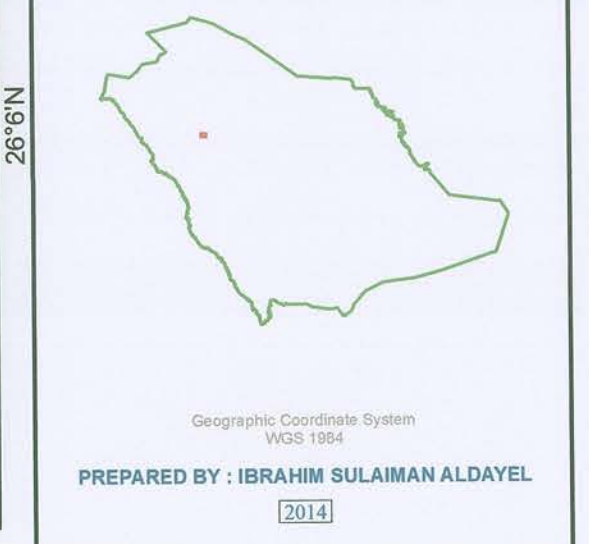 26°6'N
Geographic Coordinate System
WGS 1984
PREPARED BY : IBRAHIM SULAIMAN ALDAYEL
2014